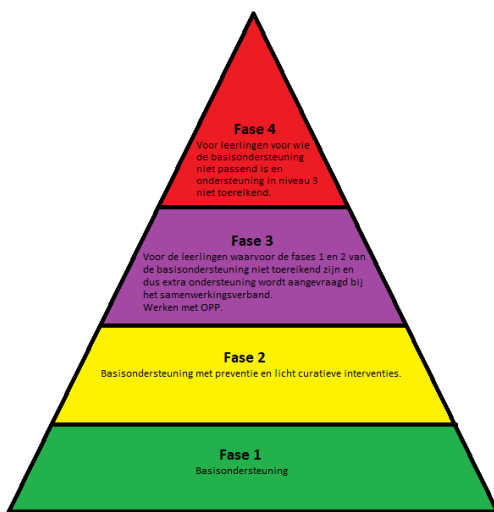 Fase 4
Voor leerlingen voor wie
de basisondersteuning
niet passend is en
ondersteuning in niveau 3
niet toereikend.
Fase 3
Voor de leerlingen waarvoor de fases 1 en 2 van
de basisondersteuning niet toereikend zijn en
dus extra ondersteuning wordt aangevraagd bij
het samenwerkingsverband.
Werken met OPP.
Fase 2
Basisondersteuning met preventie en licht curatieve interventies.
Fase 1
Basisondersteuning